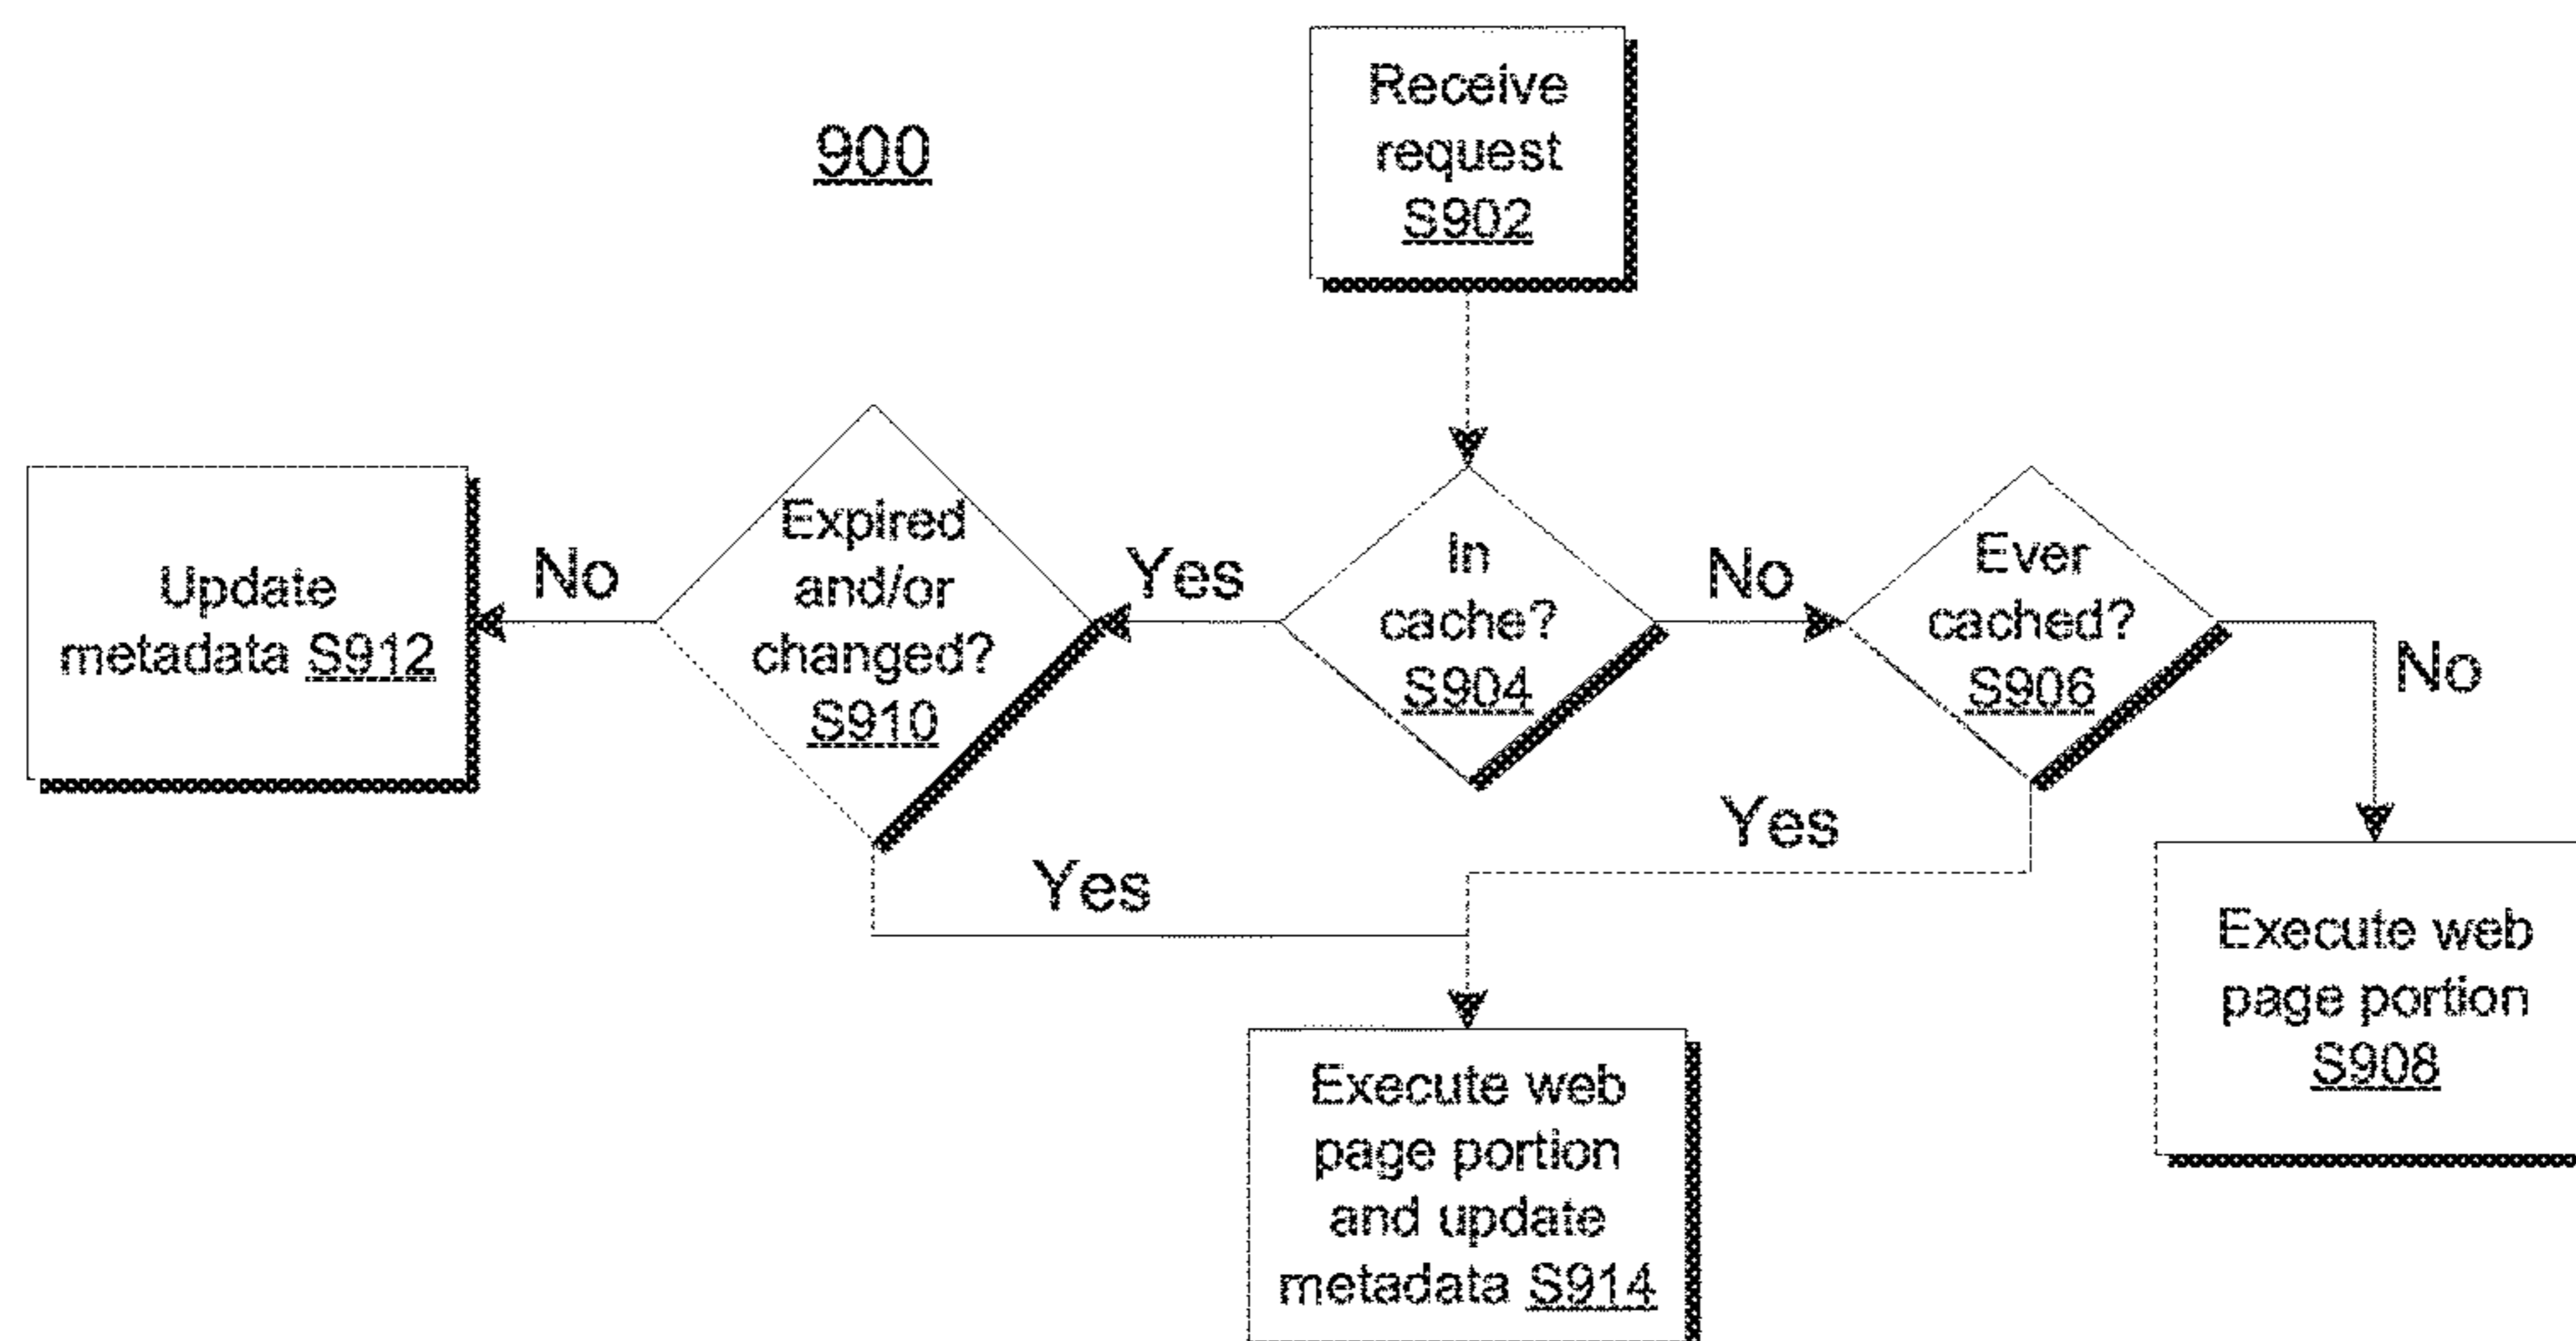 900
Receive
request
S902
Expired
and/or
changed?
S910
In
cache?
S904
Ever
cached?
S906
Update
metadata S912
No
Yes
No
No
Yes
Yes
Execute web
page portion
S908
Execute web
page portion
and update
metadata S914